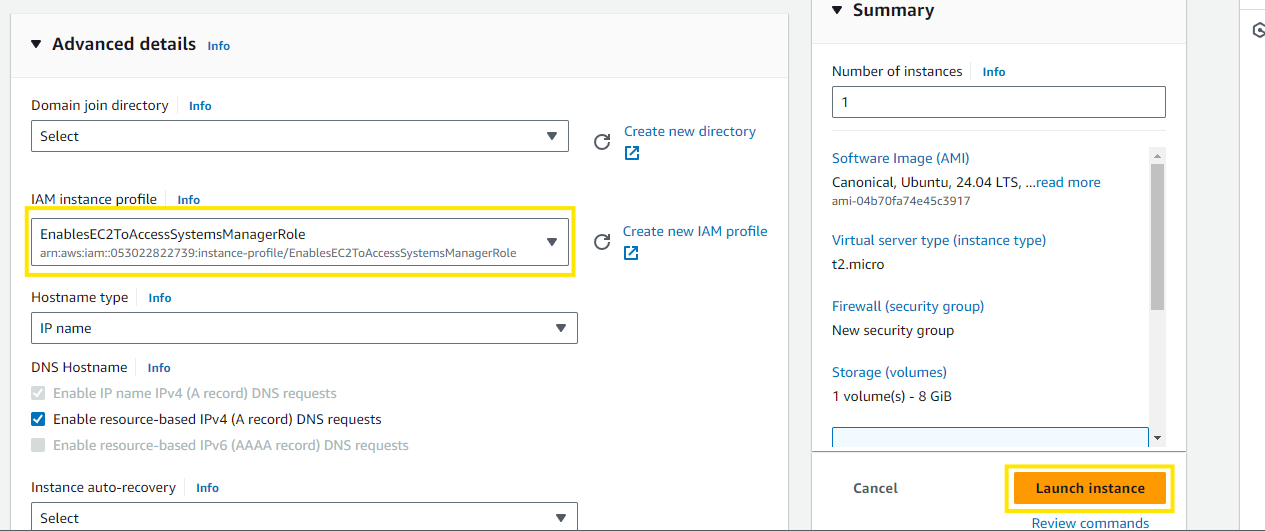 Advanced details Info
Domain join directory Info
Select
Create new directory
IAM instance profile Info
EnablesEC2ToAccessSystemsManagerRole
arn:aws:iam::053022822739:instance-profile/EnablesEC2ToAccessSystemsManagerRole
Create new IAM profile
Hostname type Info
IP name
DNS Hostname Info
Enable IP name IPv4 (A record) DNS requests
Enable resource-based IPv4 (A record) DNS requests
Enable resource-based IPv6 (AAAA record) DNS requests
Instance auto-recovery Info
Select
Summary
Number of instances Info
1
Software Image (AMI)
Canonical, Ubuntu, 24.04 LTS, ...read more
ami-04b70fa74e45c3917
Virtual server type (instance type)
t2.micro
Firewall (security group)
New security group
Storage (volumes)
1 volume(s) - 8 GiB
Cancel
Launch instance
Review commands